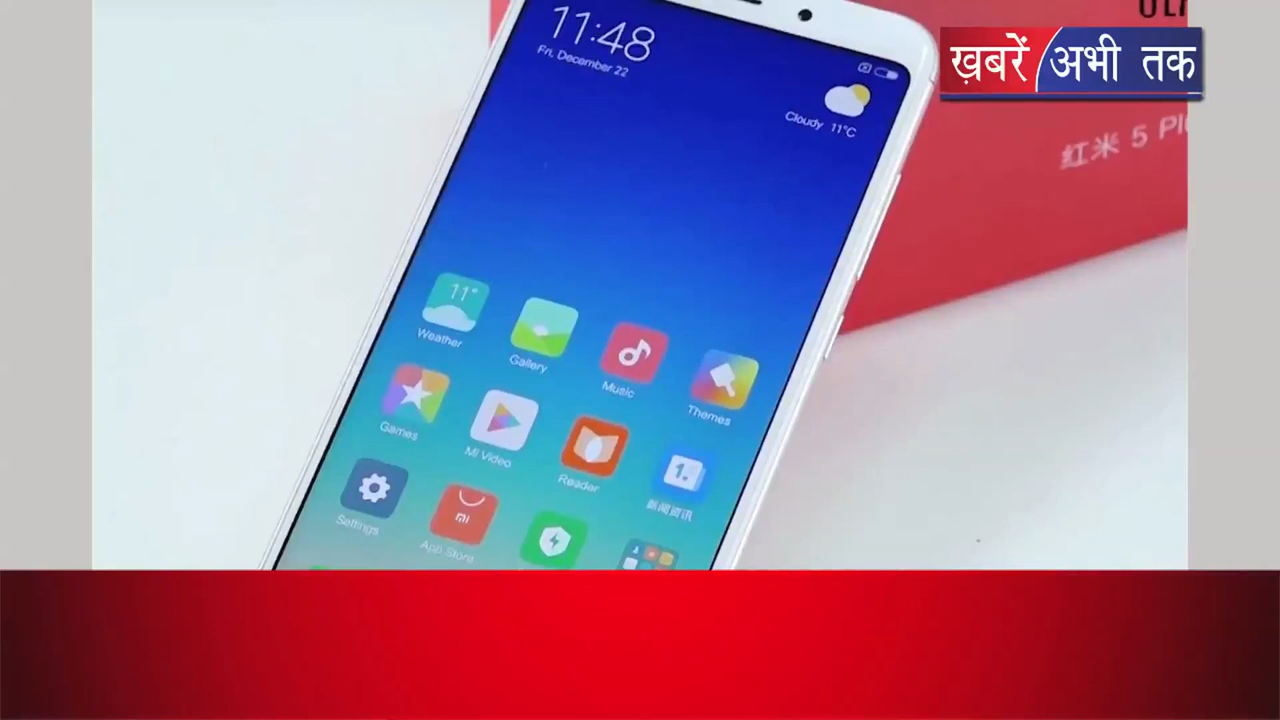 11:48
Fri, December 22
ख़बरें अभी तक
Cloudy 11°C
红米 5
11°
Weather
Gallery
Music
Themes
Games
Mi Video
Reader
1.
新闻资讯
Settings
MI
App Store